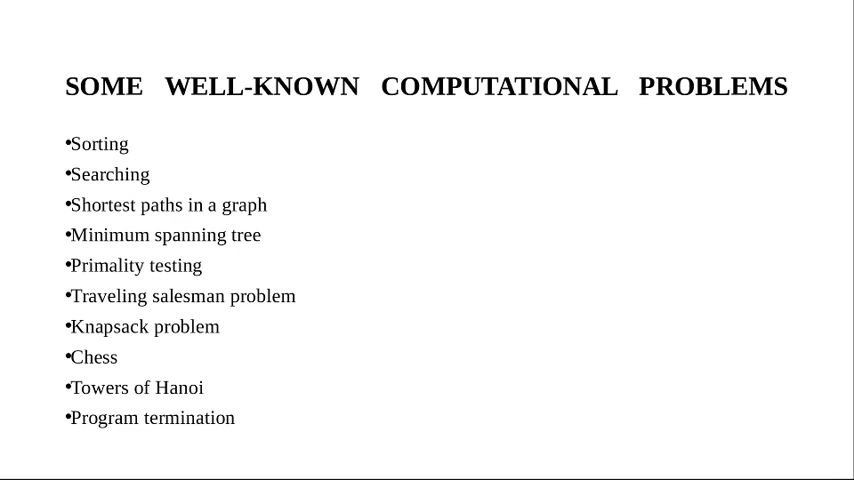 SOME WELL-KNOWN COMPUTATIONAL PROBLEMS
•Sorting
•Searching
•Shortest paths in a graph
•Minimum spanning tree
•Primality testing
•Traveling salesman problem
•Knapsack problem
•Chess
•Towers of Hanoi
•Program termination